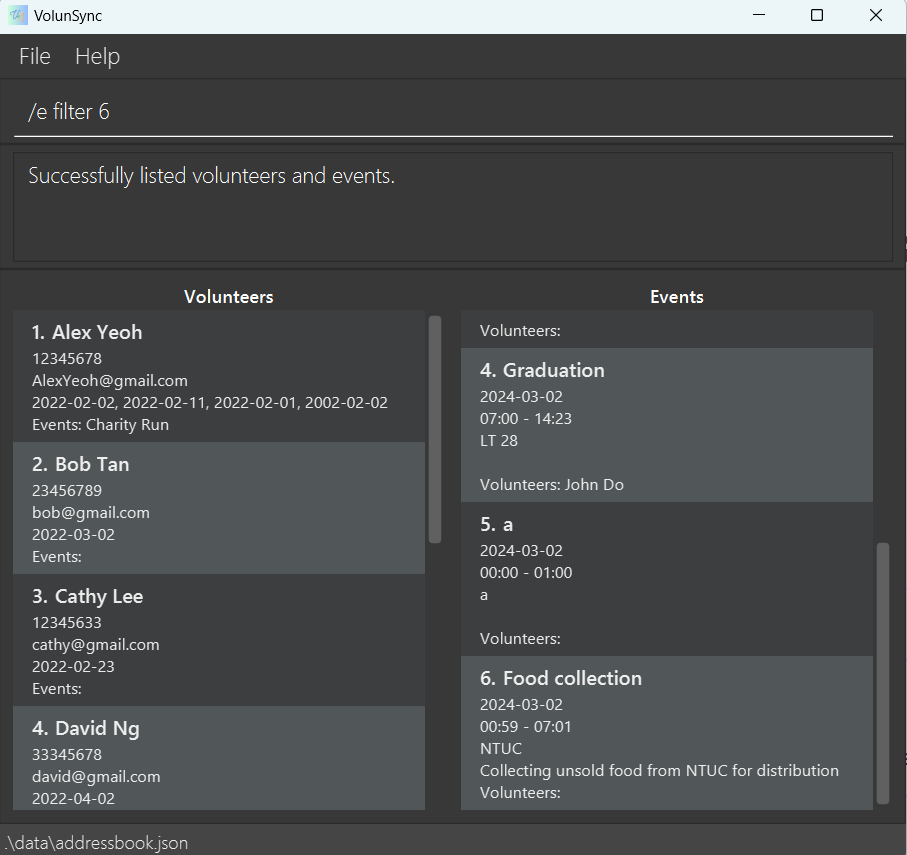 VolunSync
File Help
/e filter 6
Successfully listed volunteers and events.
Volunteers
1. Alex Yeoh
12345678
AlexYeoh@gmail.com
2022-02-02, 2022-02-11, 2022-02-01, 2002-02-02
Events: Charity Run
2. Bob Tan
23456789
bob@gmail.com
2022-03-02
Events:
3. Cathy Lee
12345633
cathy@gmail.com
2022-02-23
Events:
4. David Ng
33345678
david@gmail.com
2022-04-02
Events
Volunteers:
4. Graduation
2024-03-02
07:00 - 14:23
LT 28
Volunteers: John Do
5. a
2024-03-02
00:00 - 01:00
a
Volunteers:
6. Food collection
2024-03-02
00:59 - 07:01
NTUC
Collecting unsold food from NTUC for distribution
Volunteers:
.\data\addressbook.json